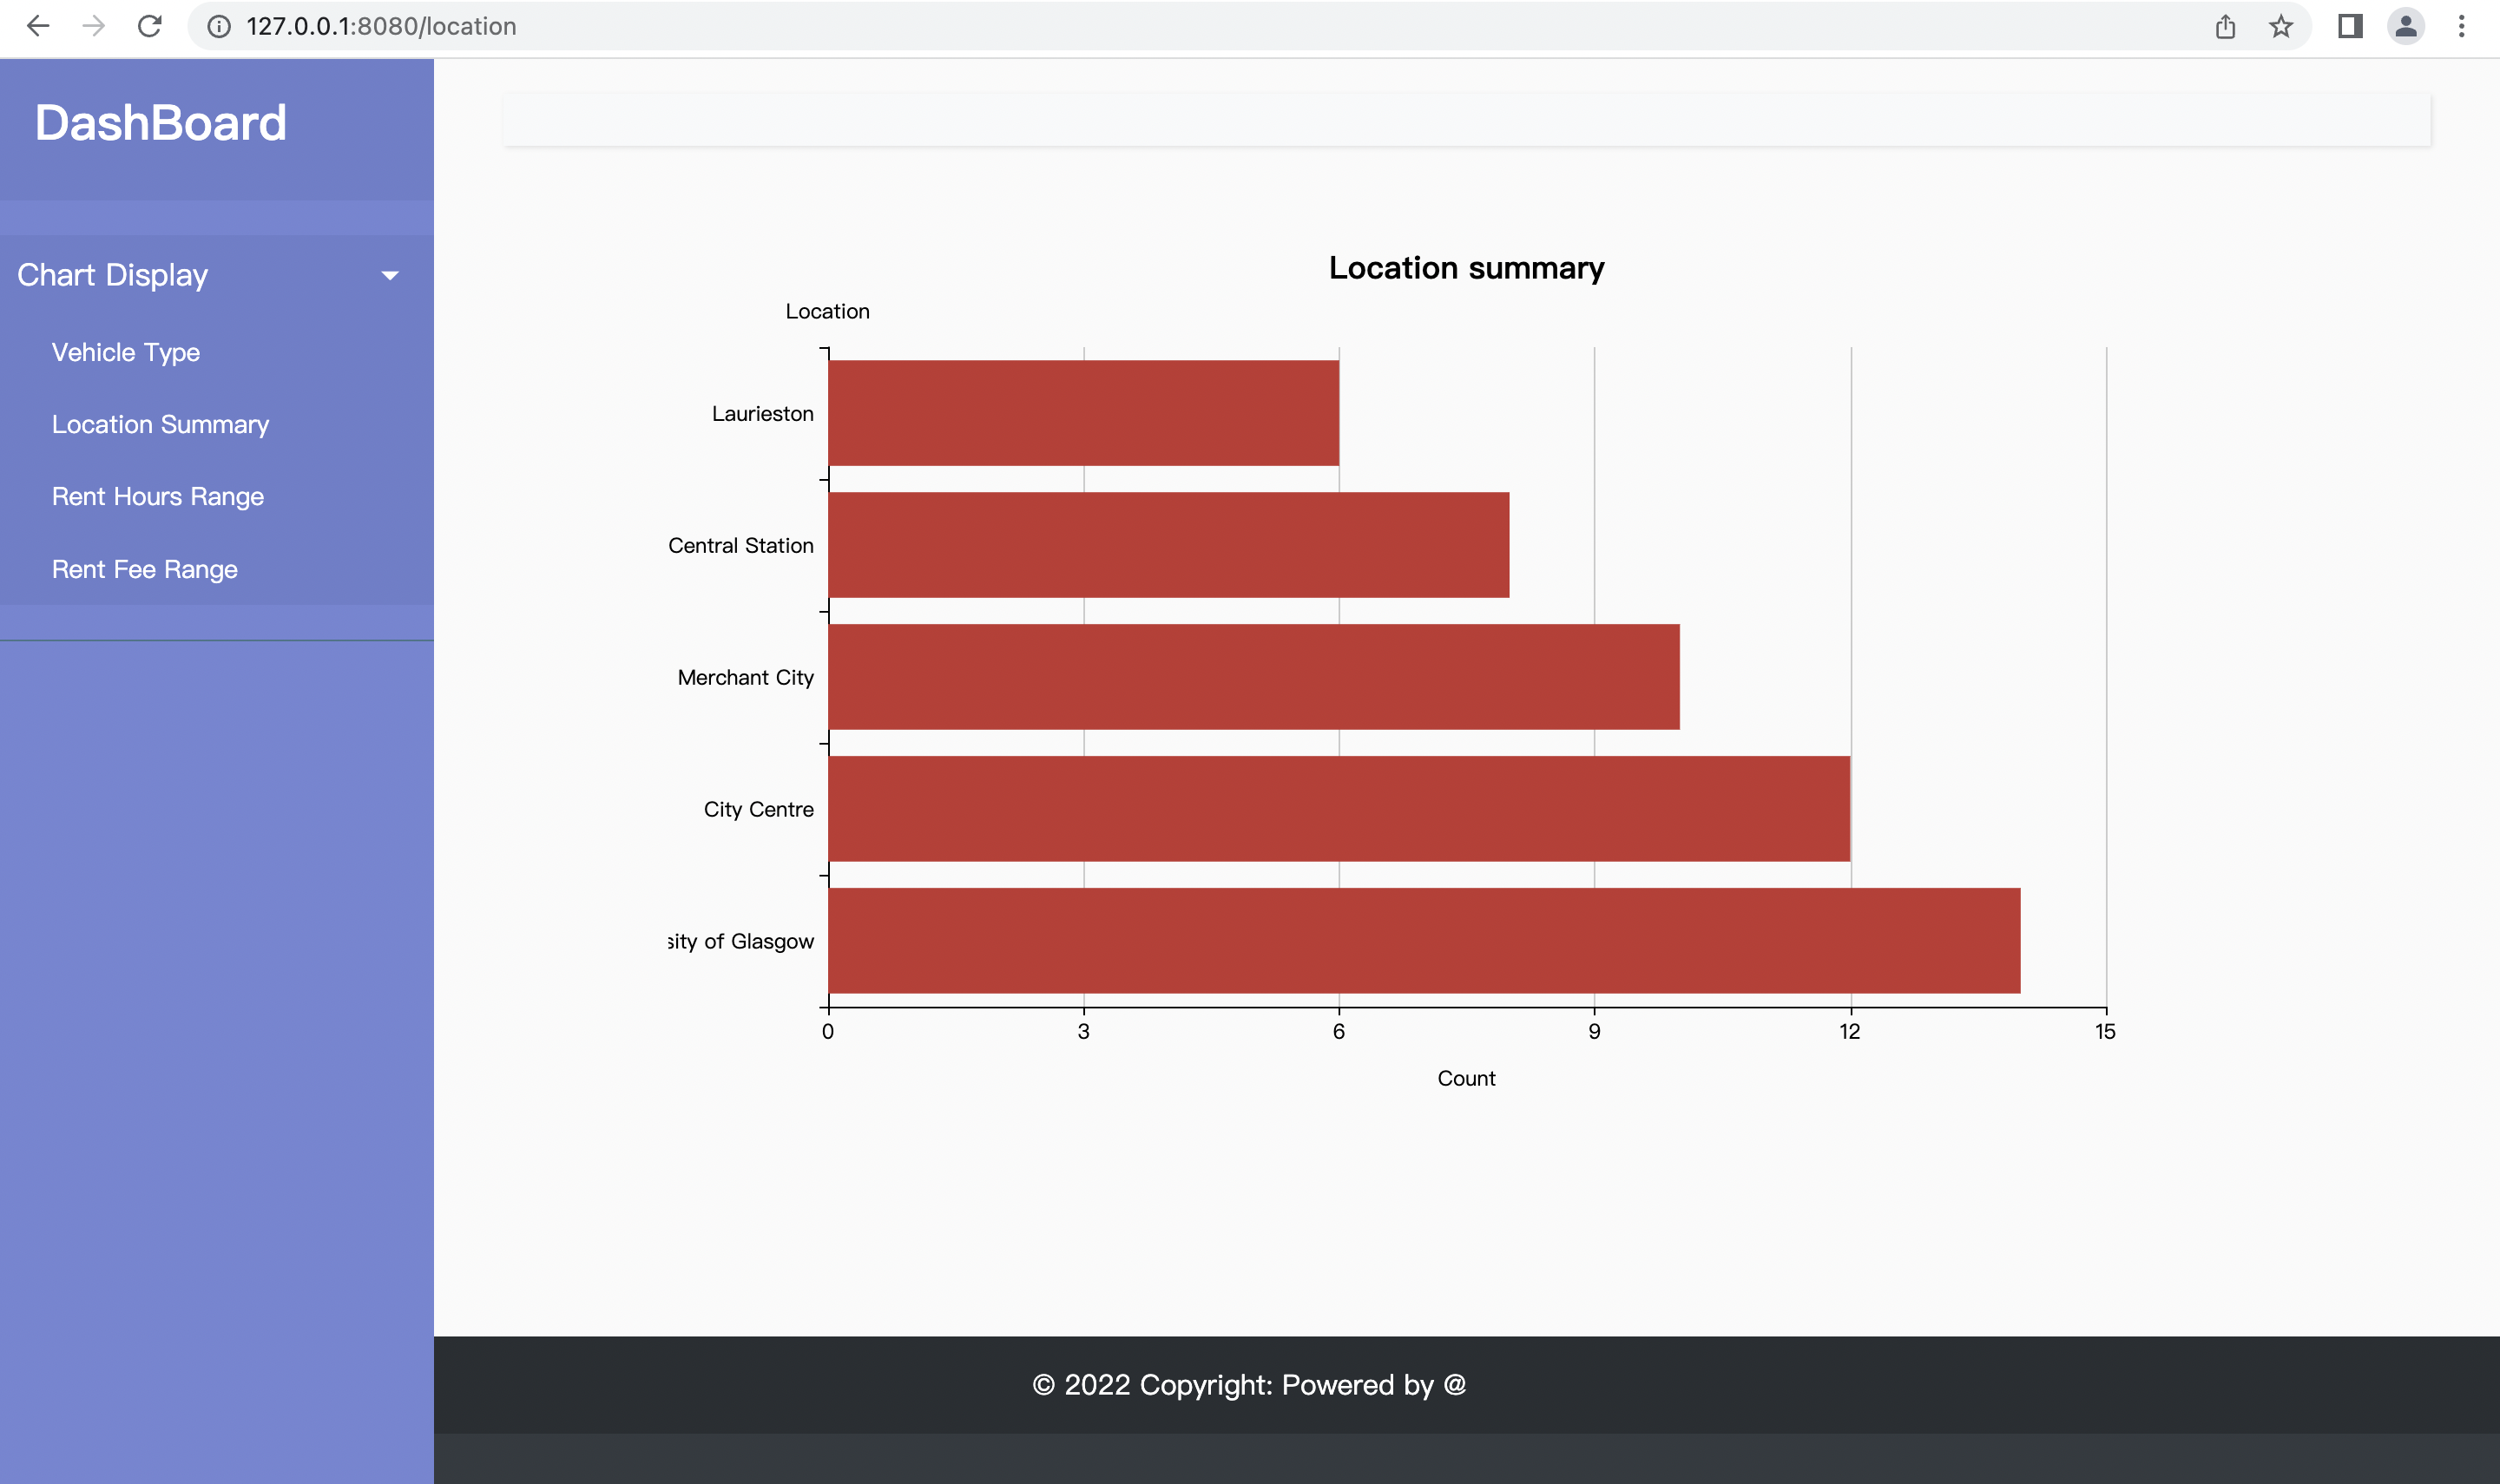 127.0.0.1:8080/location
DashBoard
Chart Display
Vehicle Type
Location Summary
Rent Hours Range
Rent Fee Range
Location summary
Location
Laurieston
Central Station
Merchant City
City Centre
sity of Glasgow
0 3 6 9 12 15
Count
© 2022 Copyright: Powered by @